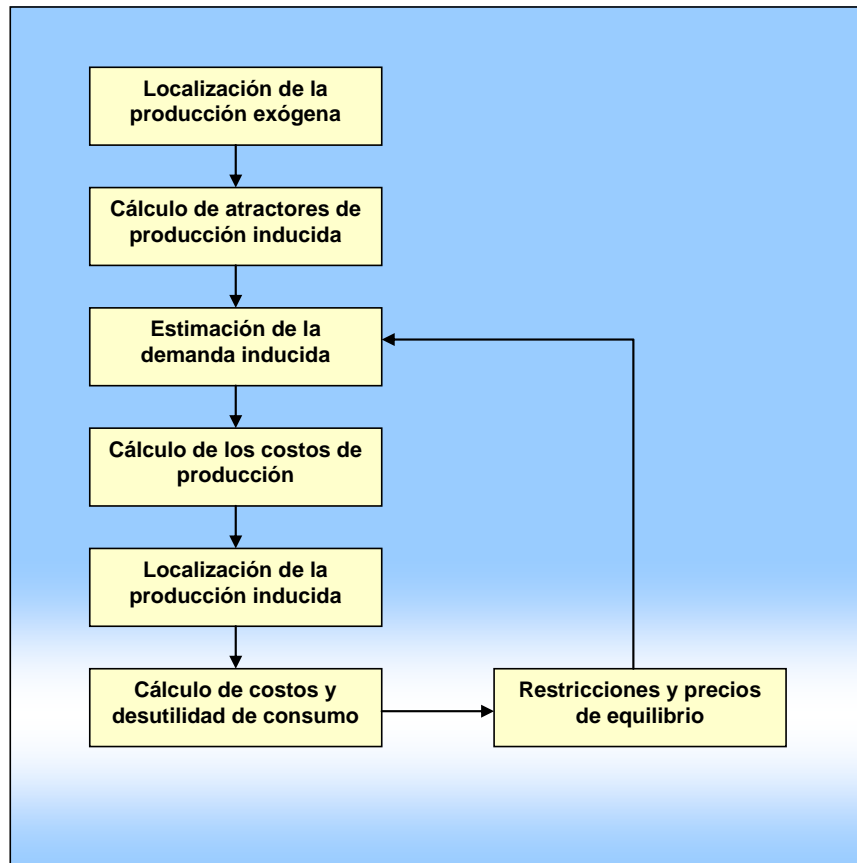 Localización de la
producción exógena
Cálculo de atractores de
producción inducida
Estimación de la
demanda inducida
Cálculo de los costos de
producción
Localización de la
producción inducida
Cálculo de costos y
desutilidad de consumo
Restricciones y precios
de equilibrio